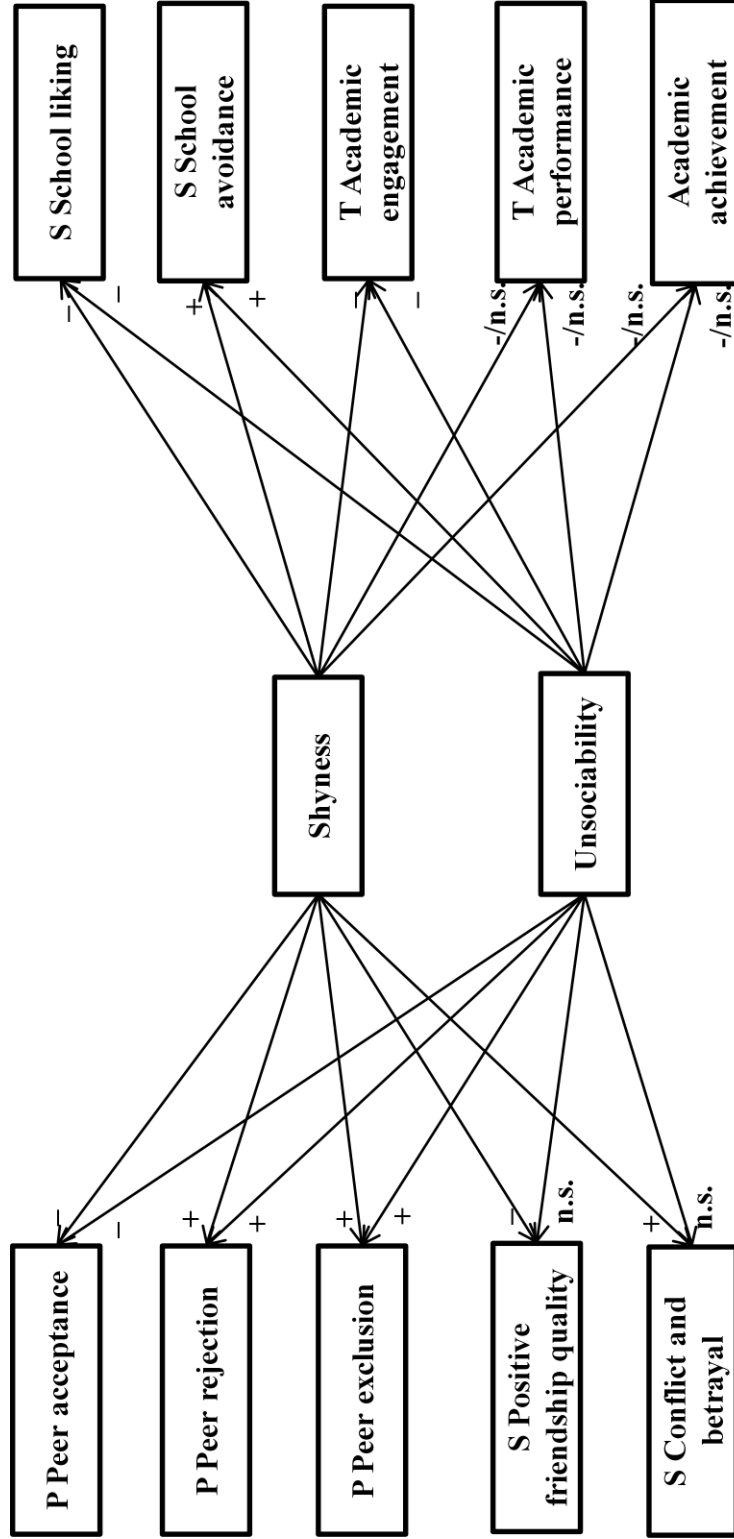 P Peer acceptance
–
–
P Peer rejection
+
+
P Peer exclusion
+
+
S Positive
friendship quality
–
n.s.
S Conflict and
betrayal
+
n.s.
Shyness
Unsociability
S School liking
–
–
S School
avoidance
+
+
T Academic
engagement
–
–
T Academic
performance
-/n.s.
-/n.s.
Academic
achievement
-/n.s.
-/n.s.